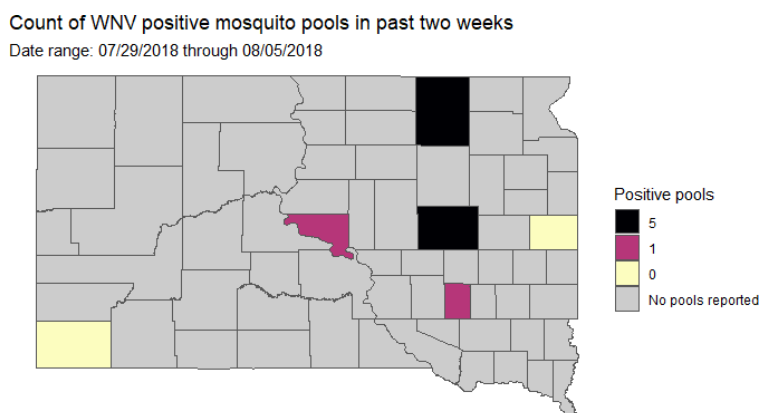 Count of WNV positive mosquito pools in past two weeks
Date range: 07/29/2018 through 08/05/2018
Positive pools
5
1
0
No pools reported